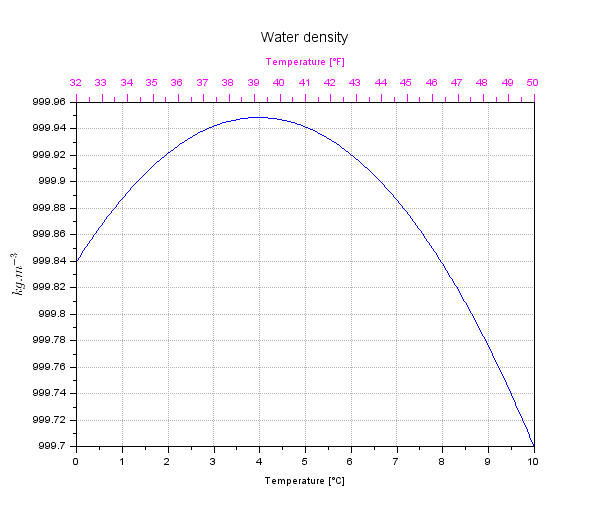 Water density
Temperature [°F]
32 33 34 35 36 37 38 39 40 41 42 43 44 45 46 47 48 49 50
999.96
999.94
999.92
999.9
999.88
999.86
999.84
999.82
999.8
999.78
999.76
999.74
999.72
999.7
kg.m⁻³
0 1 2 3 4 5 6 7 8 9 10
Temperature [°C]